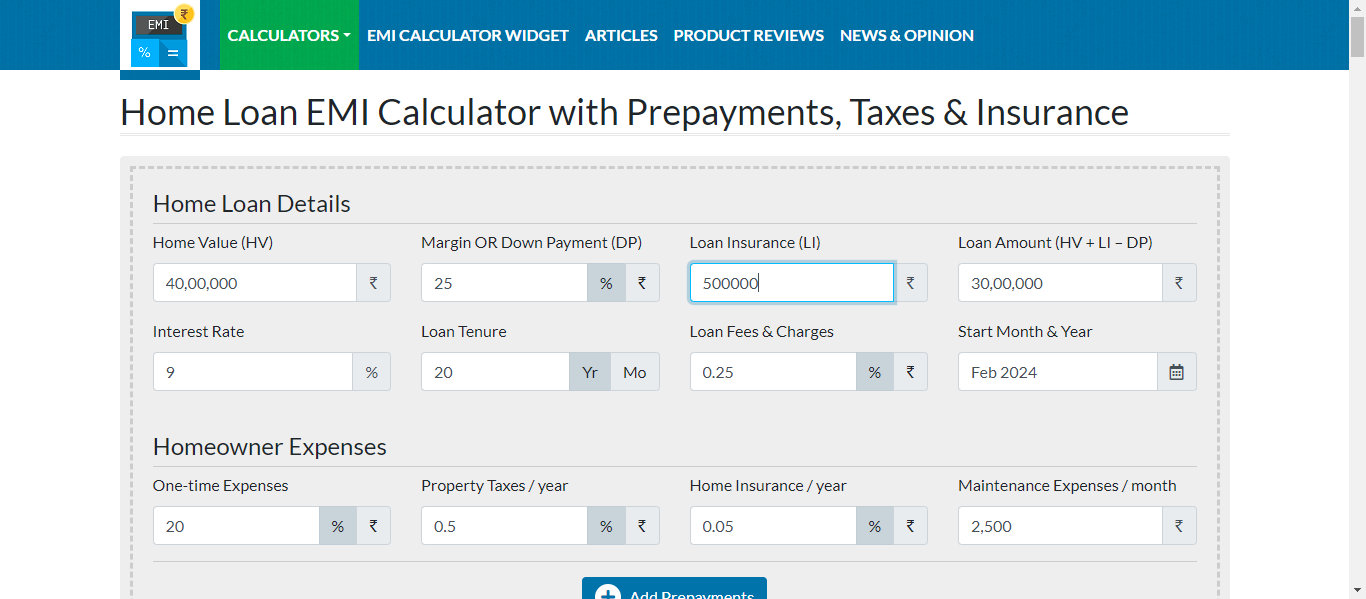 EMI ₹
% =
CALCULATORS EMI CALCULATOR WIDGET ARTICLES PRODUCT REVIEWS NEWS & OPINION
Home Loan EMI Calculator with Prepayments, Taxes & Insurance
Home Loan Details
Home Value (HV) Margin OR Down Payment (DP) Loan Insurance (LI) Loan Amount (HV + LI – DP)
40,00,000 ₹ 25 % ₹ 500000 ₹ 30,00,000 ₹
Interest Rate Loan Tenure Loan Fees & Charges Start Month & Year
9 % 20 Yr Mo 0.25 % ₹ Feb 2024
Homeowner Expenses
One-time Expenses Property Taxes / year Home Insurance / year Maintenance Expenses / month
20 % ₹ 0.5 % ₹ 0.05 % ₹ 2,500 ₹
Add Prepayments